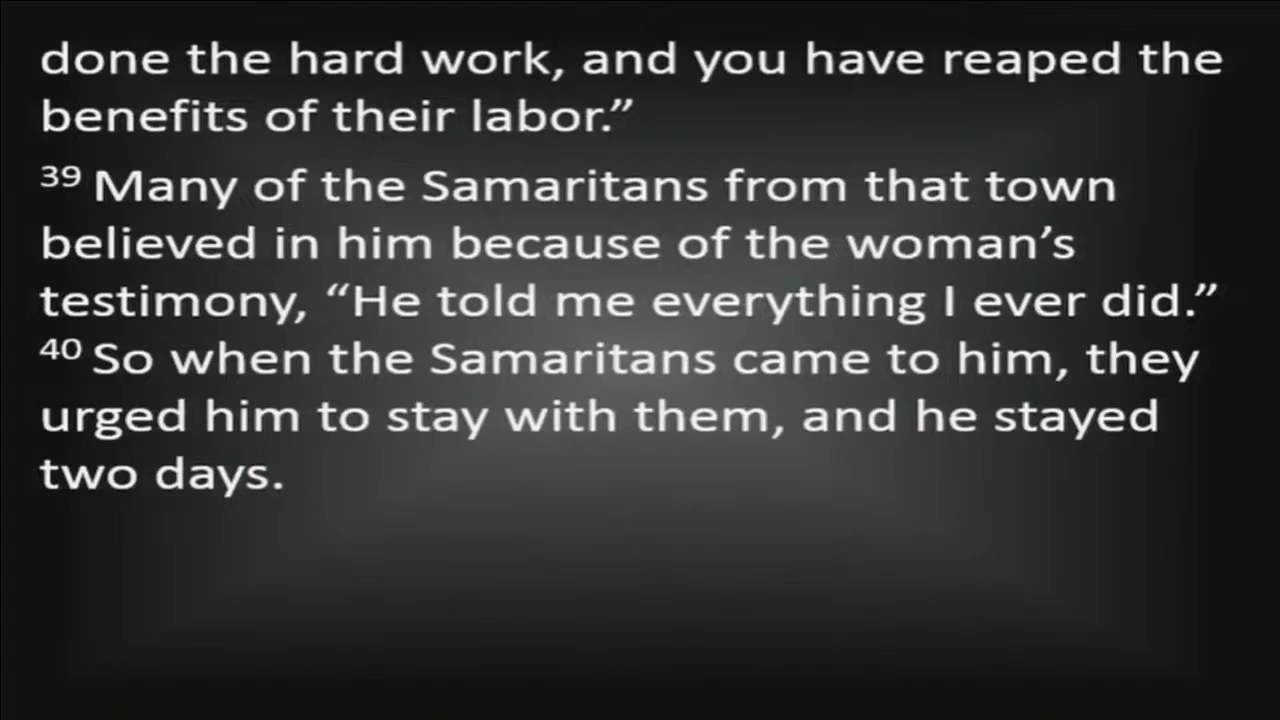 done the hard work, and you have reaped the
benefits of their labor.”
39 Many of the Samaritans from that town
believed in him because of the woman’s
testimony, “He told me everything I ever did.”
40 So when the Samaritans came to him, they
urged him to stay with them, and he stayed
two days.